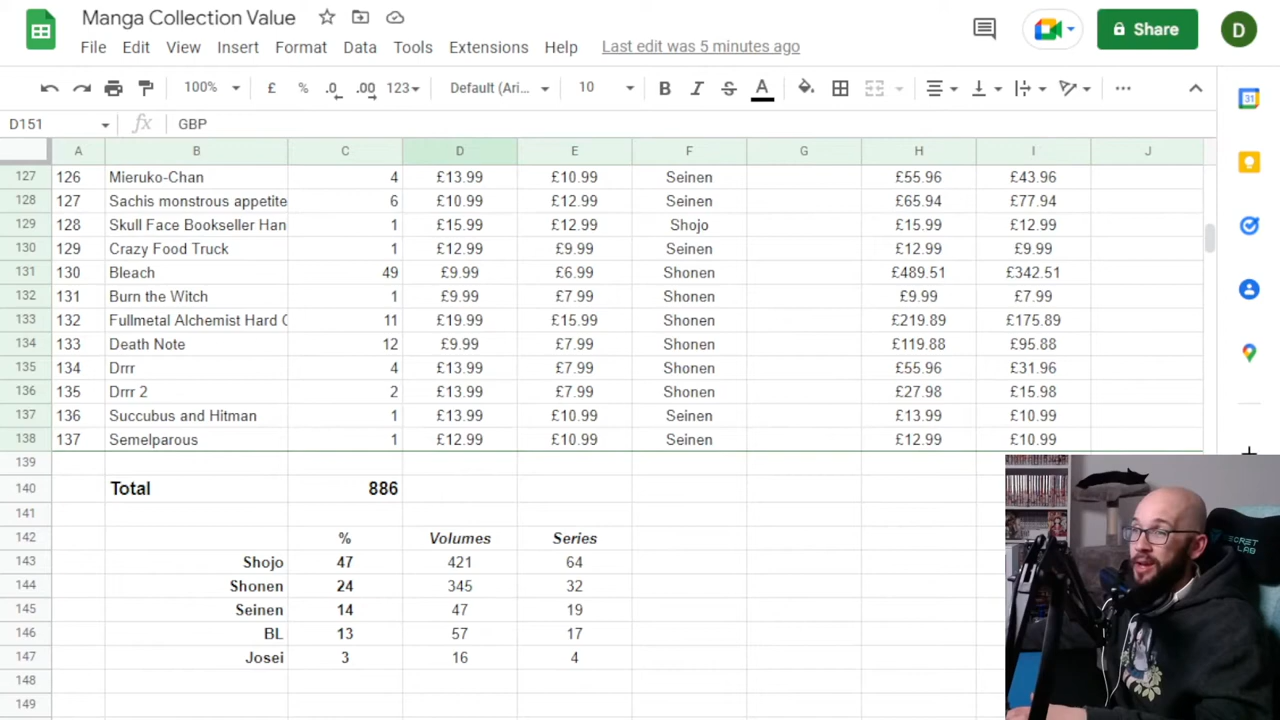 Manga Collection Value
File Edit View Insert Format Data Tools Extensions Help Last edit was 5 minutes ago
Share
D
100% £ % .0 .00 123 Default (Ari... 10 B I S A
D151 fx GBP
31
A B C D E F G H I J
127 126 Mieruko-Chan 4 £13.99 £10.99 Seinen £55.96 £43.96
128 127 Sachis monstrous appetite 6 £10.99 £12.99 Seinen £65.94 £77.94
129 128 Skull Face Bookseller Han 1 £15.99 £12.99 Shojo £15.99 £12.99
130 129 Crazy Food Truck 1 £12.99 £9.99 Seinen £12.99 £9.99
131 130 Bleach 49 £9.99 £6.99 Shonen £489.51 £342.51
132 131 Burn the Witch 1 £9.99 £7.99 Shonen £9.99 £7.99
133 132 Fullmetal Alchemist Hard C 11 £19.99 £15.99 Shonen £219.89 £175.89
134 133 Death Note 12 £9.99 £7.99 Shonen £119.88 £95.88
135 134 Drrr 4 £13.99 £7.99 Shonen £55.96 £31.96
136 135 Drrr 2 2 £13.99 £7.99 Shonen £27.98 £15.98
137 136 Succubus and Hitman 1 £13.99 £10.99 Seinen £13.99 £10.99
138 137 Semelparous 1 £12.99 £10.99 Seinen £12.99 £10.99
139
140 Total 886
141
142 % Volumes Series
143 Shojo 47 421 64
144 Shonen 24 345 32
145 Seinen 14 47 19
146 BL 13 57 17
147 Josei 3 16 4
148
149